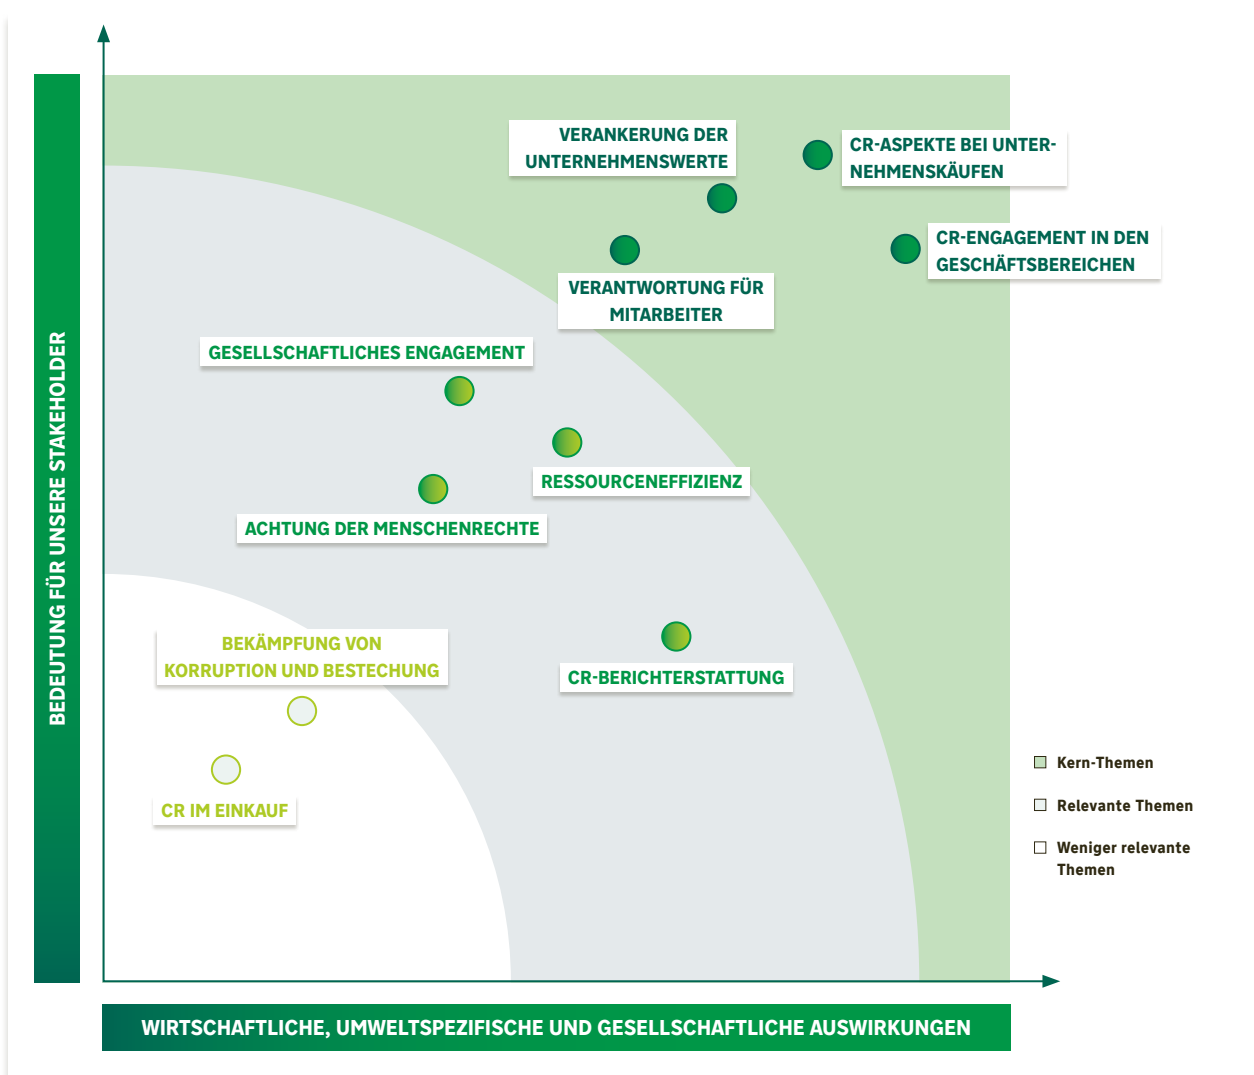 VERANKERUNG DER
UNTERNEHMENSWERTE
CR-ASPEKTE BEI UNTER-
NEHMENSKÄUFEN
CR-ENGAGEMENT IN DEN
GESCHÄFTSBEREICHEN
VERANTWORTUNG FÜR
MITARBEITER
GESELLSCHAFTLICHES ENGAGEMENT
RESSOURCENEFFIZIENZ
ACHTUNG DER MENSCHENRECHTE
BEKÄMPFUNG VON
KORRUPTION UND BESTECHUNG
CR-BERICHTERSTATTUNG
CR IM EINKAUF
BEDEUTUNG FÜR UNSERE STAKEHOLDER
Kern-Themen
Relevante Themen
Weniger relevante
Themen
WIRTSCHAFTLICHE, UMWELTSPEZIFISCHE UND GESELLSCHAFTLICHE AUSWIRKUNGEN